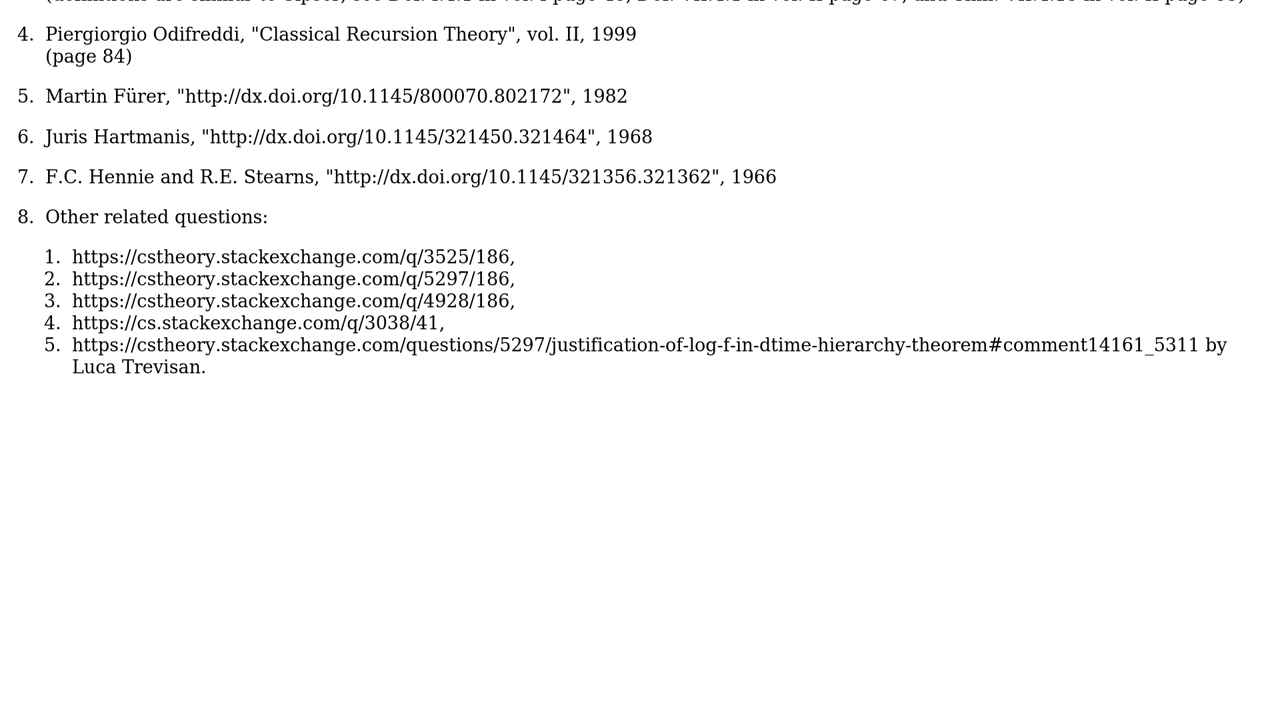 4. Piergiorgio Odifreddi, "Classical Recursion Theory", vol. II, 1999
(page 84)
5. Martin Fürer, "http://dx.doi.org/10.1145/800070.802172", 1982
6. Juris Hartmanis, "http://dx.doi.org/10.1145/321450.321464", 1968
7. F.C. Hennie and R.E. Stearns, "http://dx.doi.org/10.1145/321356.321362", 1966
8. Other related questions:
1. https://cstheory.stackexchange.com/q/3525/186,
2. https://cstheory.stackexchange.com/q/5297/186,
3. https://cstheory.stackexchange.com/q/4928/186,
4. https://cs.stackexchange.com/q/3038/41,
5. https://cstheory.stackexchange.com/questions/5297/justification-of-log-f-in-dtime-hierarchy-theorem#comment14161_5311 by
Luca Trevisan.